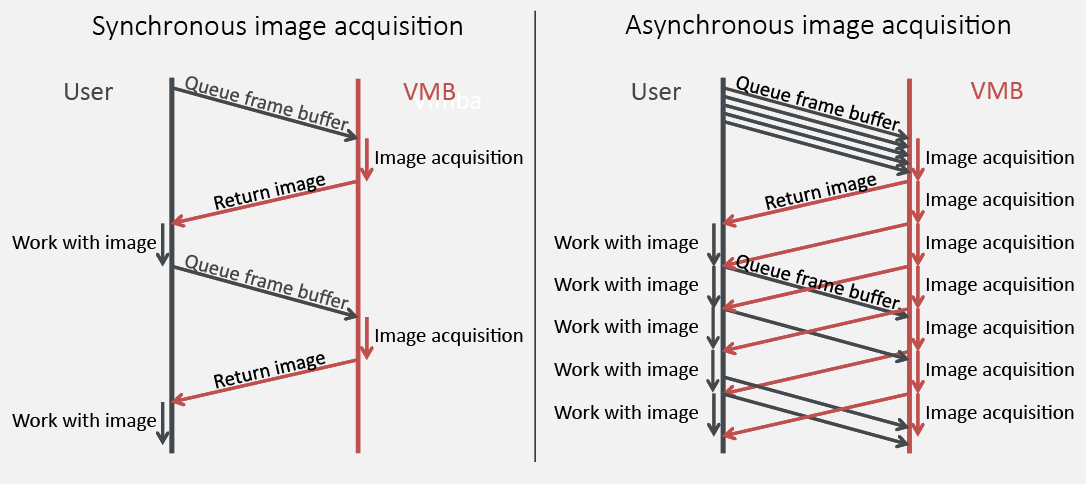 Synchronous image acquisition
User
VMB
Vimba
Queue frame buffer
Image acquisition
Return image
Work with image
Queue frame buffer
Image acquisition
Return image
Work with image
Asynchronous image acquisition
User
VMB
Queue frame buffer
Image acquisition
Return image
Image acquisition
Work with image
Image acquisition
Queue frame buffer
Work with image
Image acquisition
Work with image
Image acquisition
Work with image
Image acquisition
Work with image
Image acquisition